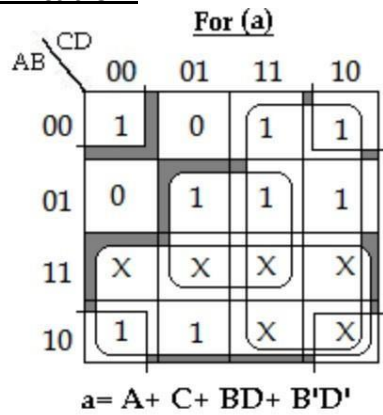 For (a)
CD
AB
00 01 11 10
00 1 0 1 1
01 0 1 1 1
11 X X X X
10 1 1 X X
a= A+ C+ BD+ B'D'